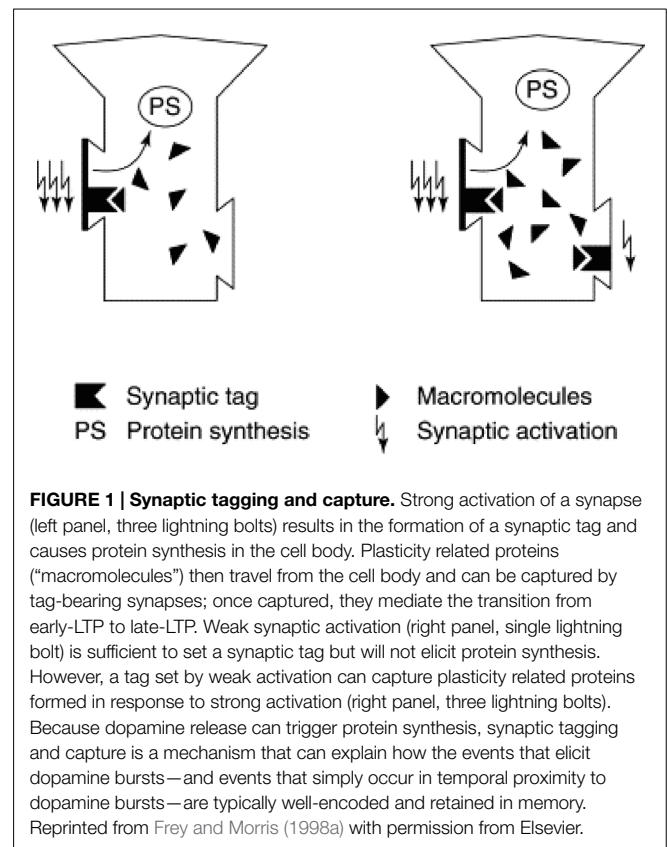 PS
PS
Synaptic tag
Macromolecules
PS Protein synthesis
Synaptic activation
FIGURE 1 | Synaptic tagging and capture. Strong activation of a synapse
(left panel, three lightning bolts) results in the formation of a synaptic tag and
causes protein synthesis in the cell body. Plasticity related proteins
(“macromolecules”) then travel from the cell body and can be captured by
tag-bearing synapses; once captured, they mediate the transition from
early-LTP to late-LTP. Weak synaptic activation (right panel, single lightning
bolt) is sufficient to set a synaptic tag but will not elicit protein synthesis.
However, a tag set by weak activation can capture plasticity related proteins
formed in response to strong activation (right panel, three lightning bolts).
Because dopamine release can trigger protein synthesis, synaptic tagging
and capture is a mechanism that can explain how the events that elicit
dopamine bursts—and events that simply occur in temporal proximity to
dopamine bursts—are typically well-encoded and retained in memory.
Reprinted from Frey and Morris (1998a) with permission from Elsevier.